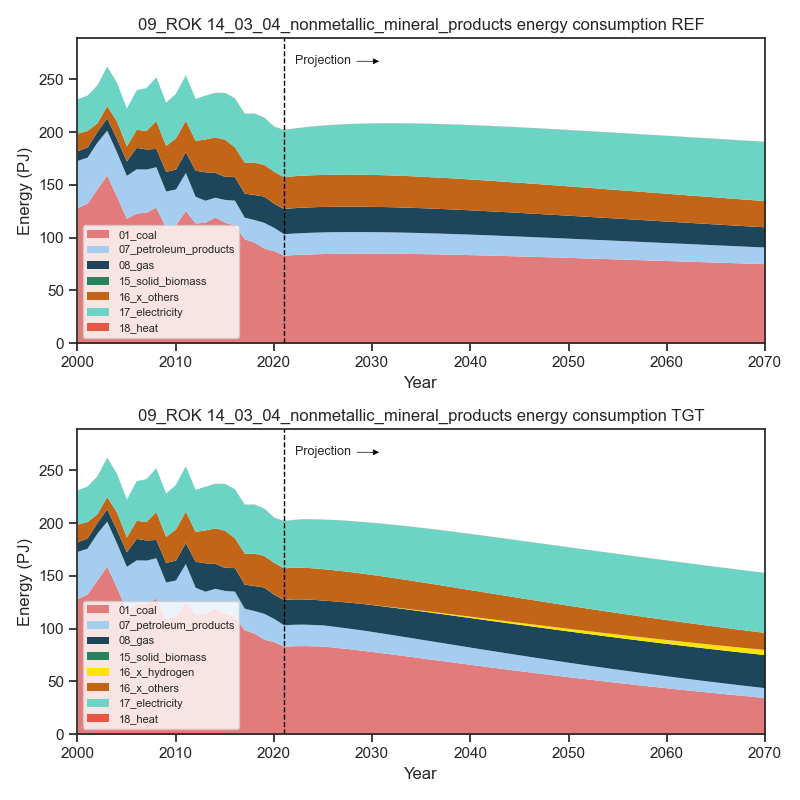 09_ROK 14_03_04_nonmetallic_mineral_products energy consumption REF
Projection
Energy (PJ)
250
200
150
100
50
0
01_coal
07_petroleum_products
08_gas
15_solid_biomass
16_x_others
17_electricity
18_heat
2000 2010 2020 2030 2040 2050 2060 2070
Year
09_ROK 14_03_04_nonmetallic_mineral_products energy consumption TGT
Projection
Energy (PJ)
250
200
150
100
50
0
01_coal
07_petroleum_products
08_gas
15_solid_biomass
16_x_hydrogen
16_x_others
17_electricity
18_heat
2000 2010 2020 2030 2040 2050 2060 2070
Year